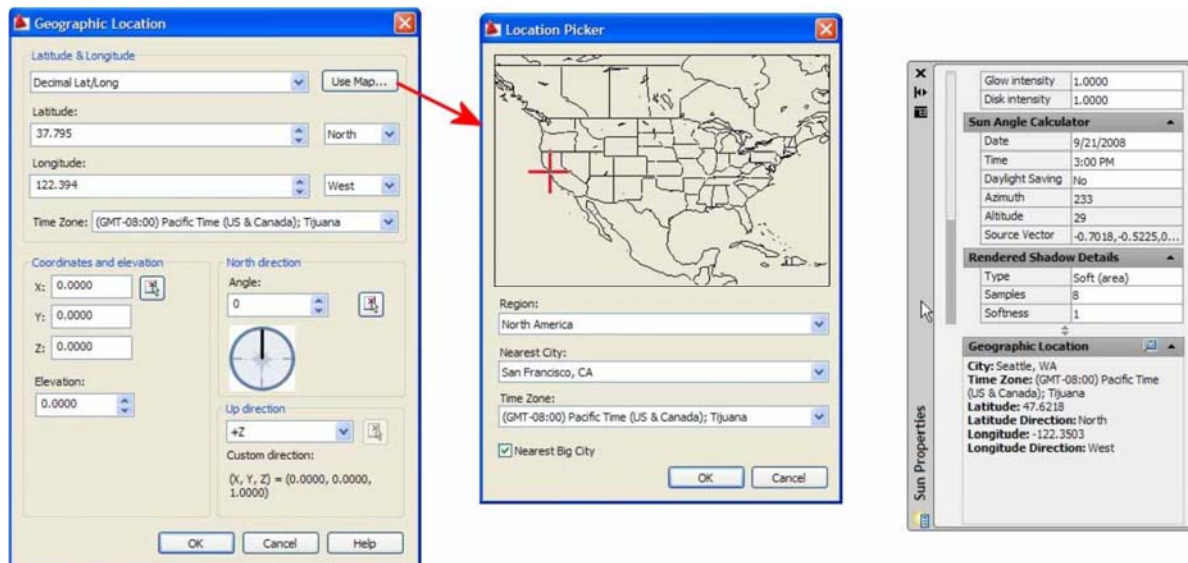 Geographic Location
Latitude & Longitude
Decimal Lat/Long
Use Map...
Latitude:
37.795
North
Longitude:
122.394
West
Time Zone: (GMT-08:00) Pacific Time (US & Canada); Tijuana
Coordinates and elevation
X: 0.0000
Y: 0.0000
Z: 0.0000
Elevation:
0.0000
North direction
Angle:
0
Up direction
+Z
Custom direction:
(X, Y, Z) = (0.0000, 0.0000,
1.0000)
OK Cancel Help
Location Picker
Region:
North America
Nearest City:
San Francisco, CA
Time Zone:
(GMT-08:00) Pacific Time (US & Canada); Tijuana
Nearest Big City
OK Cancel
Glow intensity 1.0000
Disk intensity 1.0000
Sun Angle Calculator
Date 9/21/2008
Time 3:00 PM
Daylight Saving No
Azimuth 233
Altitude 29
Source Vector -0.7018,-0.5225,0...
Rendered Shadow Details
Type Soft (area)
Samples 8
Softness 1
Geographic Location
City: Seattle, WA
Time Zone: (GMT-08:00) Pacific Time
(US & Canada); Tijuana
Latitude: 47.6218
Latitude Direction: North
Longitude: -122.3503
Longitude Direction: West
Sun Properties